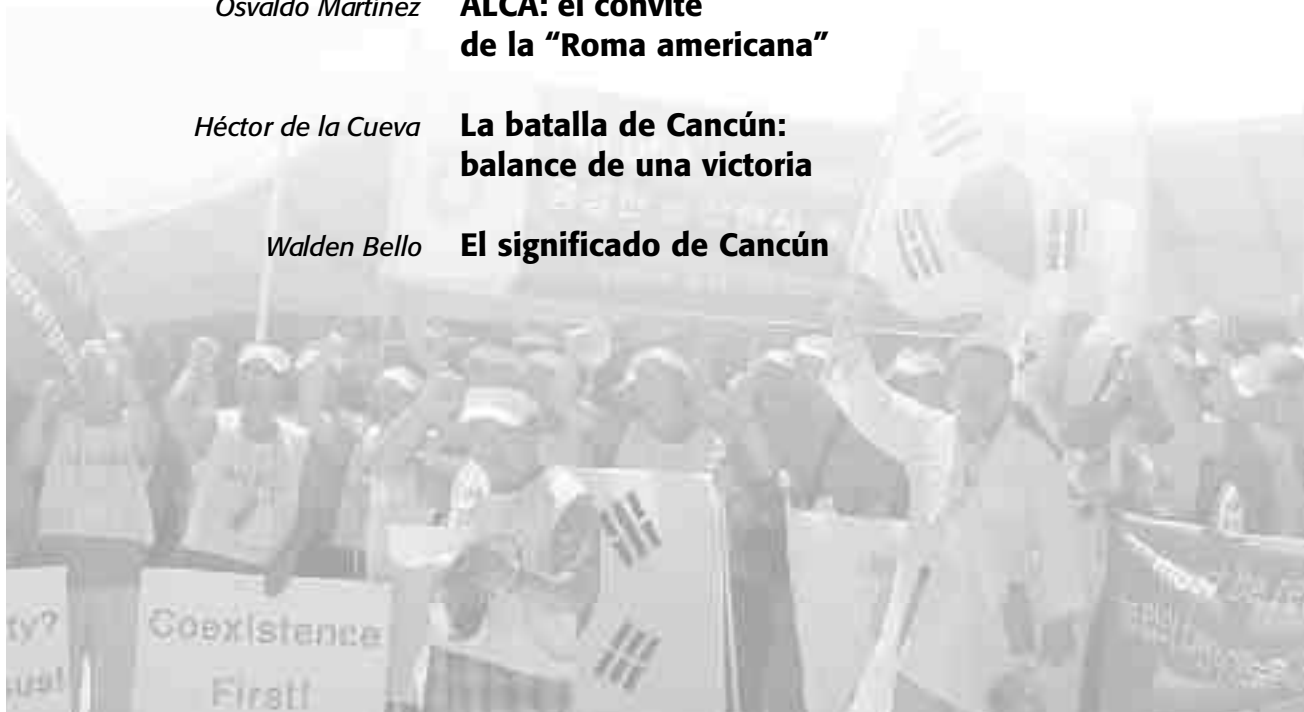 Osvaldo Martínez ALCA: el convite
de la “Roma americana”
Héctor de la Cueva La batalla de Cancún:
balance de una victoria
Walden Bello El significado de Cancún
ty?
Coexistence
First!